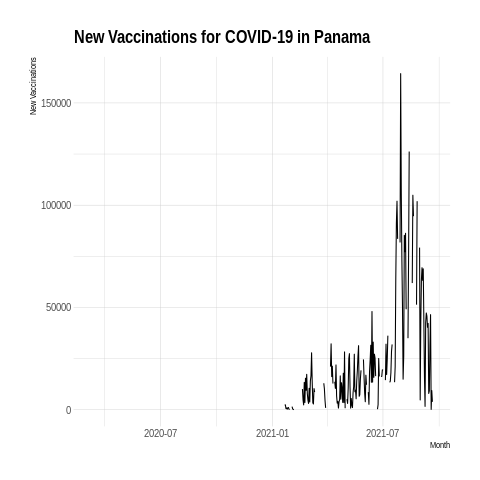 New Vaccinations for COVID-19 in Panama
New Vaccinations
150000
100000
50000
0
2020-07
2021-01
2021-07
Month